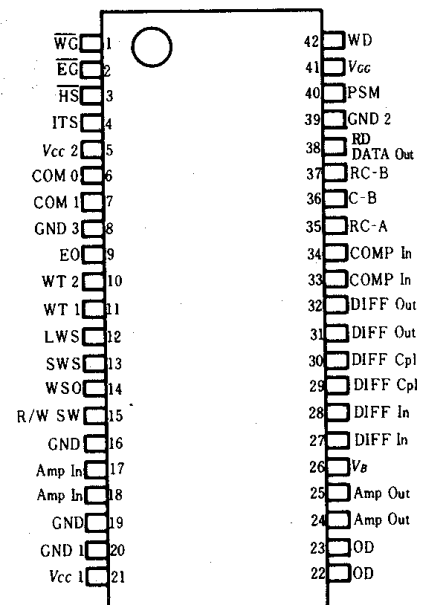 W̅G̅ 1
E̅G̅ 2
H̅S̅ 3
ITS 4
Vcc 2 5
COM 0 6
COM 1 7
GND 3 8
EO 9
WT 2 10
WT 1 11
LWS 12
SWS 13
WSO 14
R/W SW 15
GND 16
Amp In 17
Amp In 18
GND 19
GND 1 20
Vcc 1 21
42 WD
41 VGG
40 PSM
39 GND 2
38 RD DATA Out
37 RC-B
36 C-B
35 RC-A
34 COMP In
33 COMP In
32 DIFF Out
31 DIFF Out
30 DIFF Cpl
29 DIFF Cpl
28 DIFF In
27 DIFF In
26 VB
25 Amp Out
24 Amp Out
23 OD
22 OD